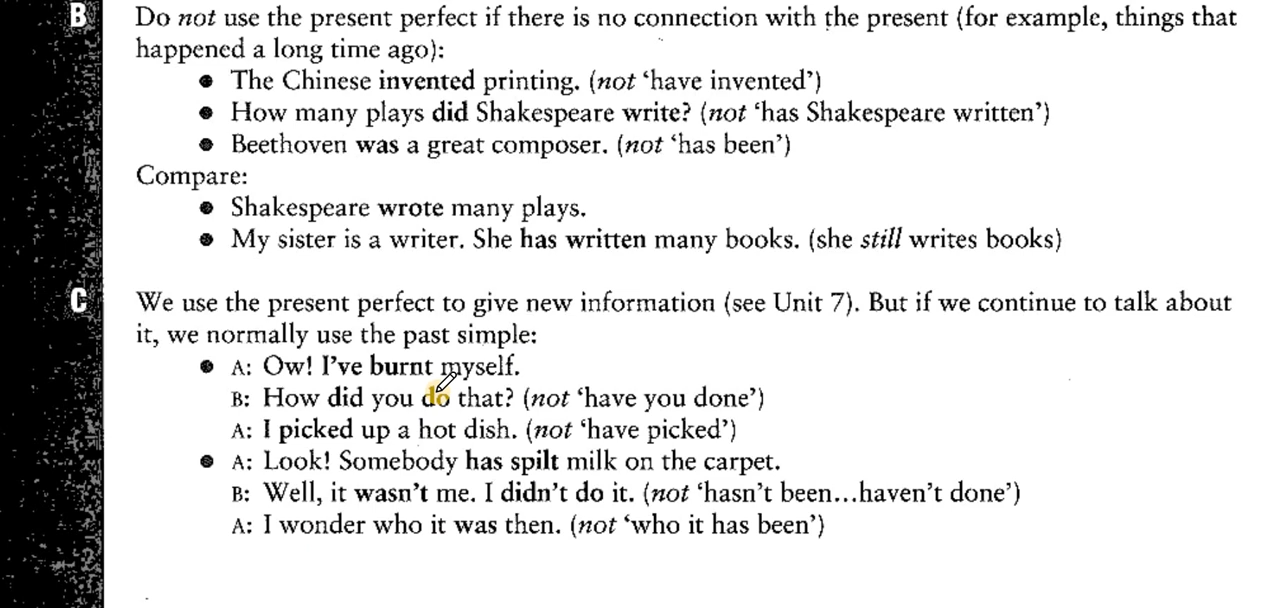 B
Do not use the present perfect if there is no connection with the present (for example, things that
happened a long time ago):
● The Chinese invented printing. (not ‘have invented’)
● How many plays did Shakespeare write? (not ‘has Shakespeare written’)
● Beethoven was a great composer. (not ‘has been’)
Compare:
● Shakespeare wrote many plays.
● My sister is a writer. She has written many books. (she still writes books)
C
We use the present perfect to give new information (see Unit 7). But if we continue to talk about
it, we normally use the past simple:
● A: Ow! I’ve burnt myself.
B: How did you do that? (not ‘have you done’)
A: I picked up a hot dish. (not ‘have picked’)
● A: Look! Somebody has spilt milk on the carpet.
B: Well, it wasn’t me. I didn’t do it. (not ‘hasn’t been...haven’t done’)
A: I wonder who it was then. (not ‘who it has been’)